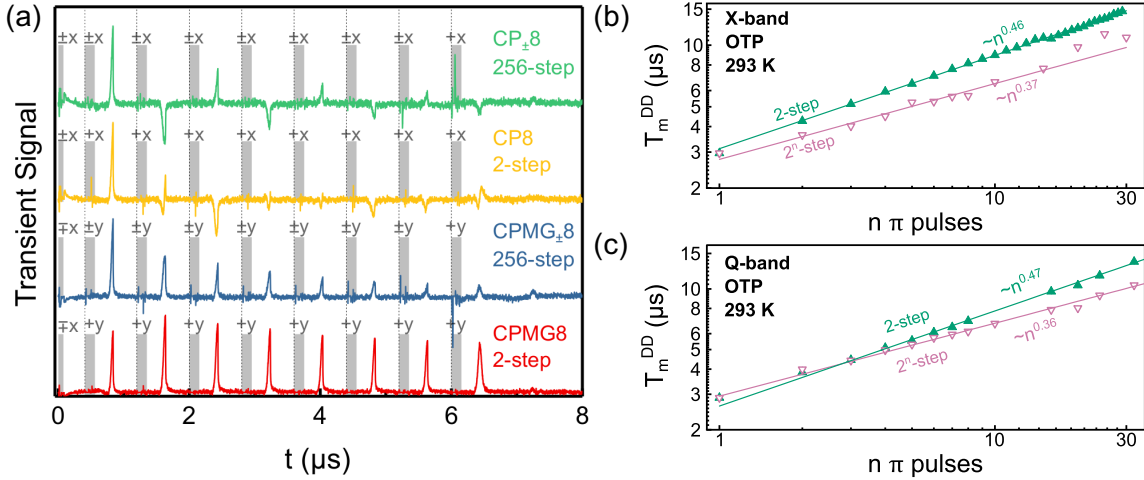 (a)
Transient Signal
±x ±x ±x ±x ±x ±x ±x ±x +x
CP±8
256-step
±x +x +x +x +x +x +x +x +x
CP8
2-step
∓x ±y ±y ±y ±y ±y ±y ±y +y
CPMG±8
256-step
∓x +y +y +y +y +y +y +y +y
CPMG8
2-step
0 2 4 6 8
t (μs)
(b)
X-band
OTP
293 K
~n^0.46
2-step
~n^0.37
2ⁿ-step
T_m^DD (μs)
15
10
8
6
5
4
3
2
1 10 30
n π pulses
(c)
Q-band
OTP
293 K
~n^0.47
2-step
~n^0.36
2ⁿ-step
T_m^DD (μs)
15
10
8
6
5
4
3
2
1 10 30
n π pulses